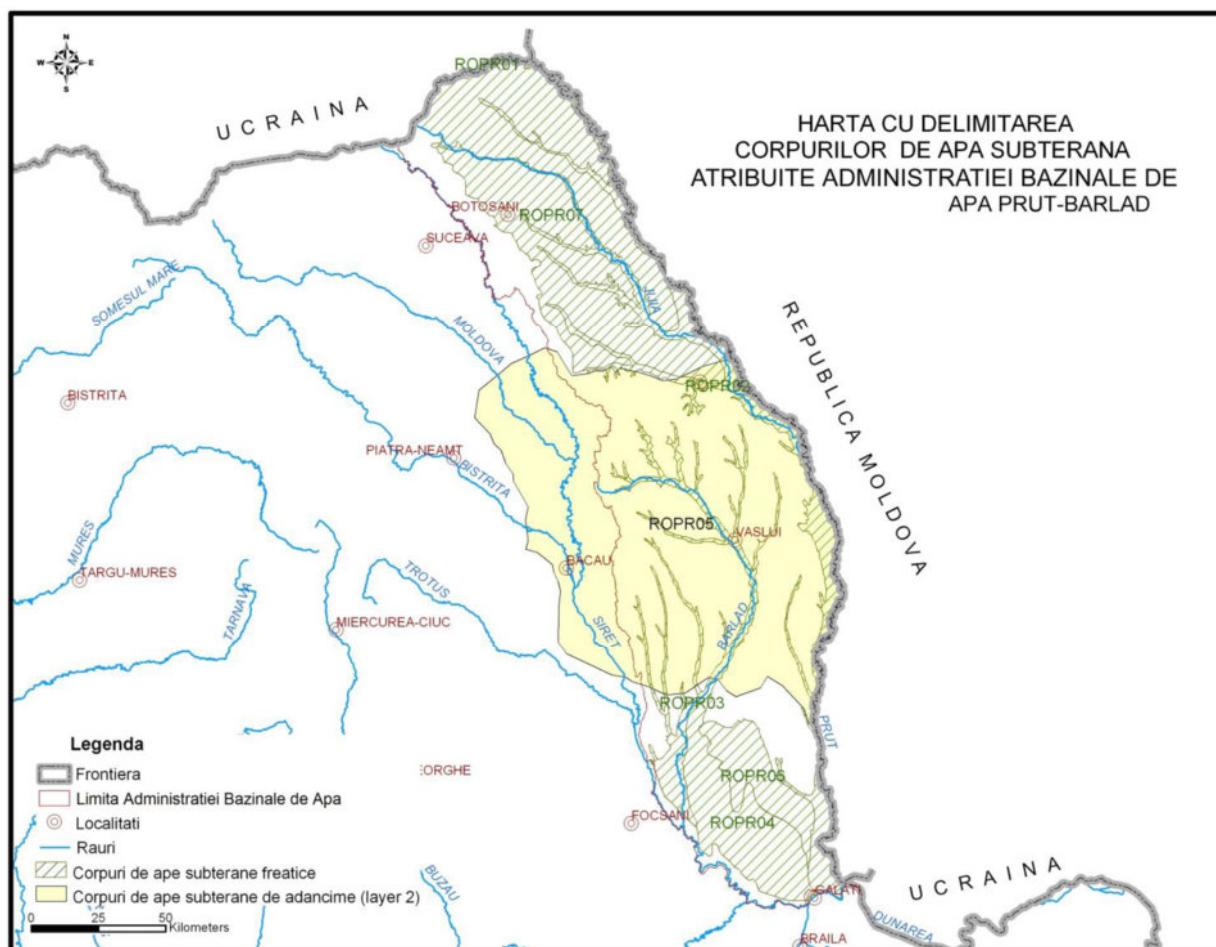 N
W E
S
HARTA CU DELIMITAREA
CORPURILOR DE APA SUBTERANA
ATRIBUITE ADMINISTRATIEI BAZINALE DE
APA PRUT-BARLAD
UCRAINA
ROPR01
BOTOSANI
ROPR07
SUCEAVA
SOMESUL MARE
MOLDOVA
JIJIA
REPUBLICA MOLDOVA
BISTRITA
ROPR02
PIATRA-NEAMT
BISTRITA
MURES
ROPR05
VASLUI
TARGU-MURES
TARNAVA
BACAU
TROTUS
MIERCUREA-CIUC
SIRET
BARLAD
ROPR03
PRUT
ORGHE
ROPR04
FOCSANI
GALATI
UCRAINA
DUNAREA
BRAILA
BUZAU
Legenda
Frontiera
Limita Administratiei Bazinale de Apa
Localitati
Rauri
Corpuri de ape subterane freatice
Corpuri de ape subterane de adancime (layer 2)
0 25 50
Kilometers